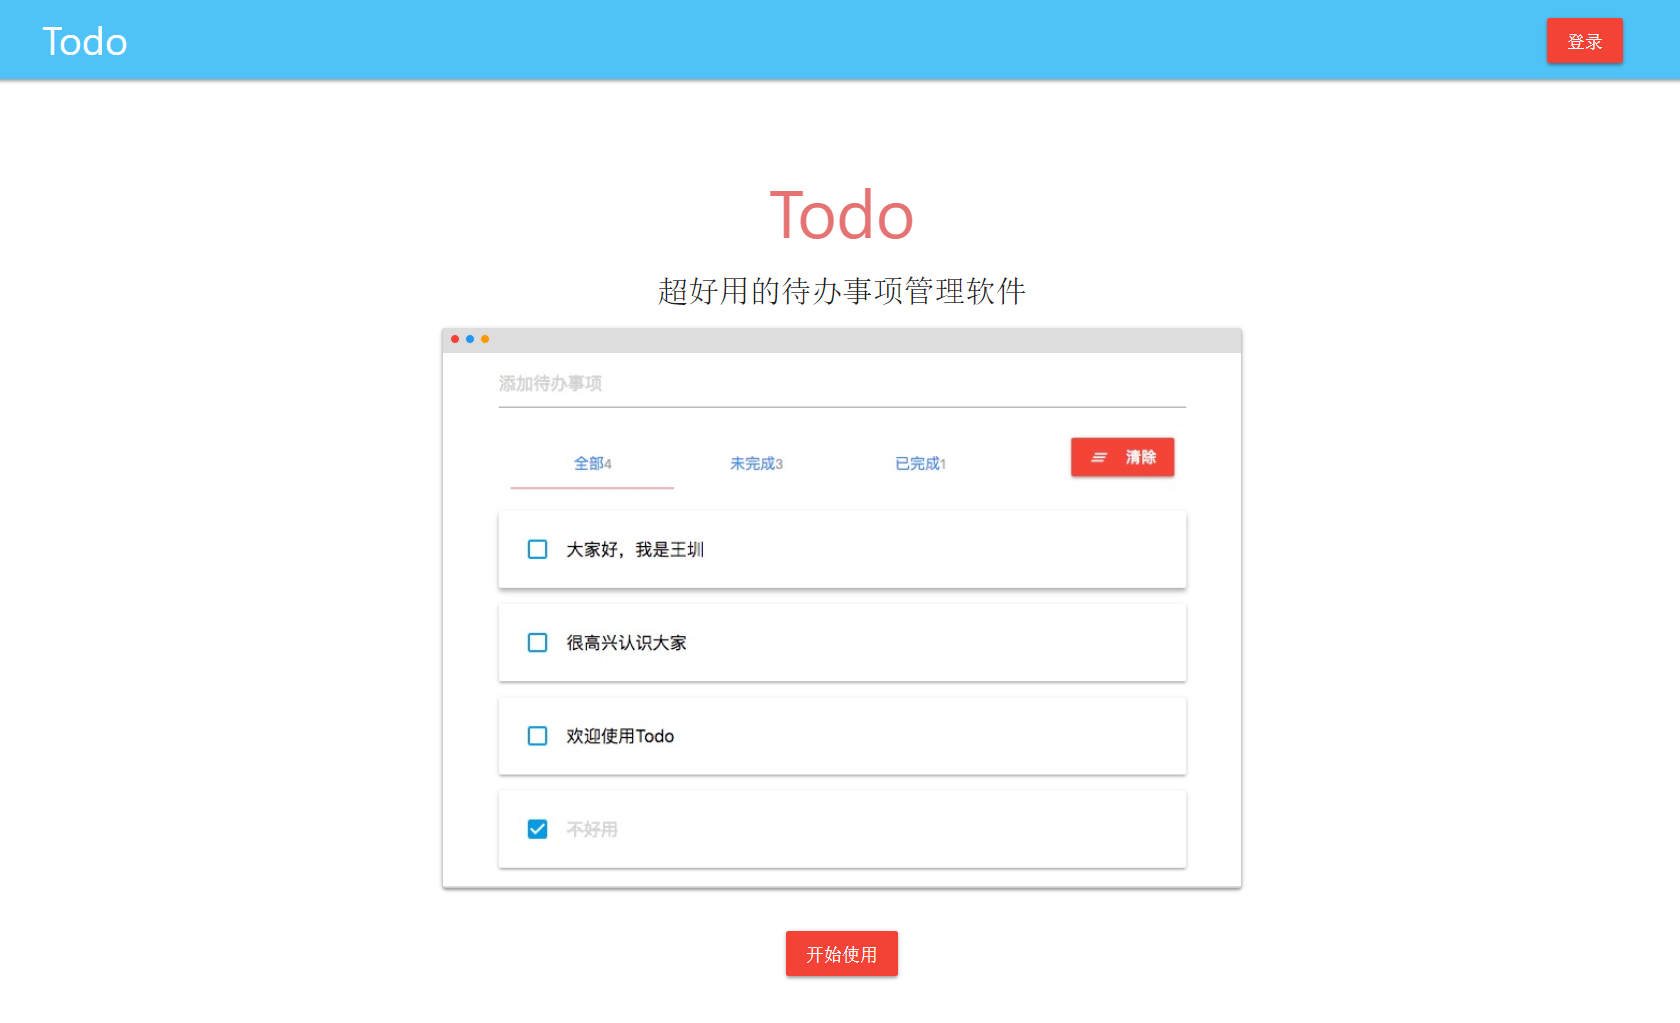 Todo
登录
Todo
超好用的待办事项管理软件
添加待办事项
全部4 未完成3 已完成1 清除
大家好，我是王圳
很高兴认识大家
欢迎使用Todo
不好用
开始使用